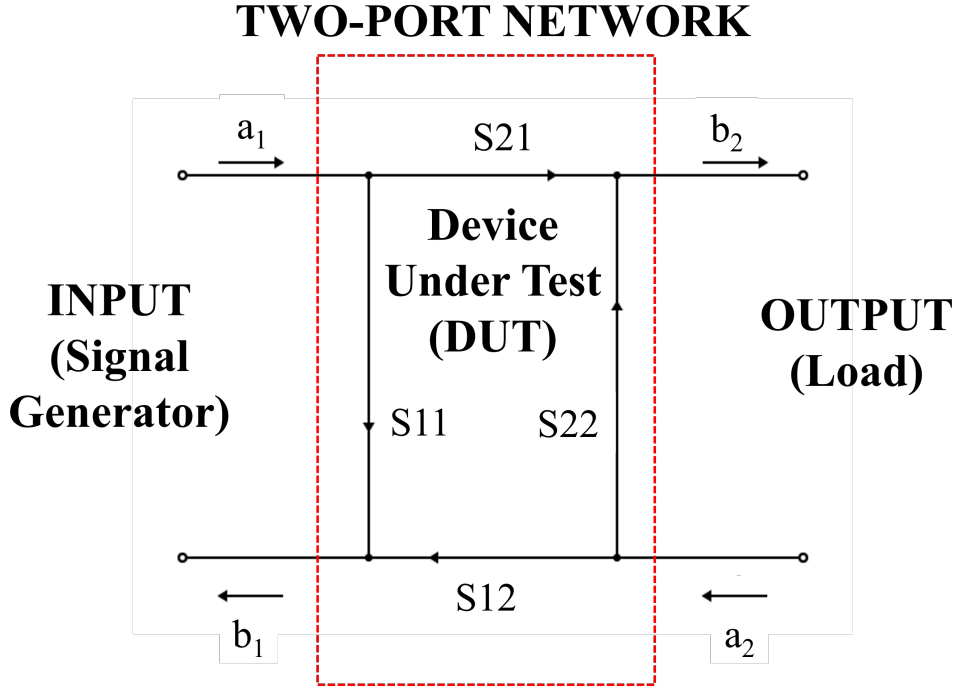 TWO-PORT NETWORK
a₁
S21
b₂
Device
Under Test
(DUT)
INPUT
(Signal
Generator)
OUTPUT
(Load)
S11
S22
S12
b₁
a₂